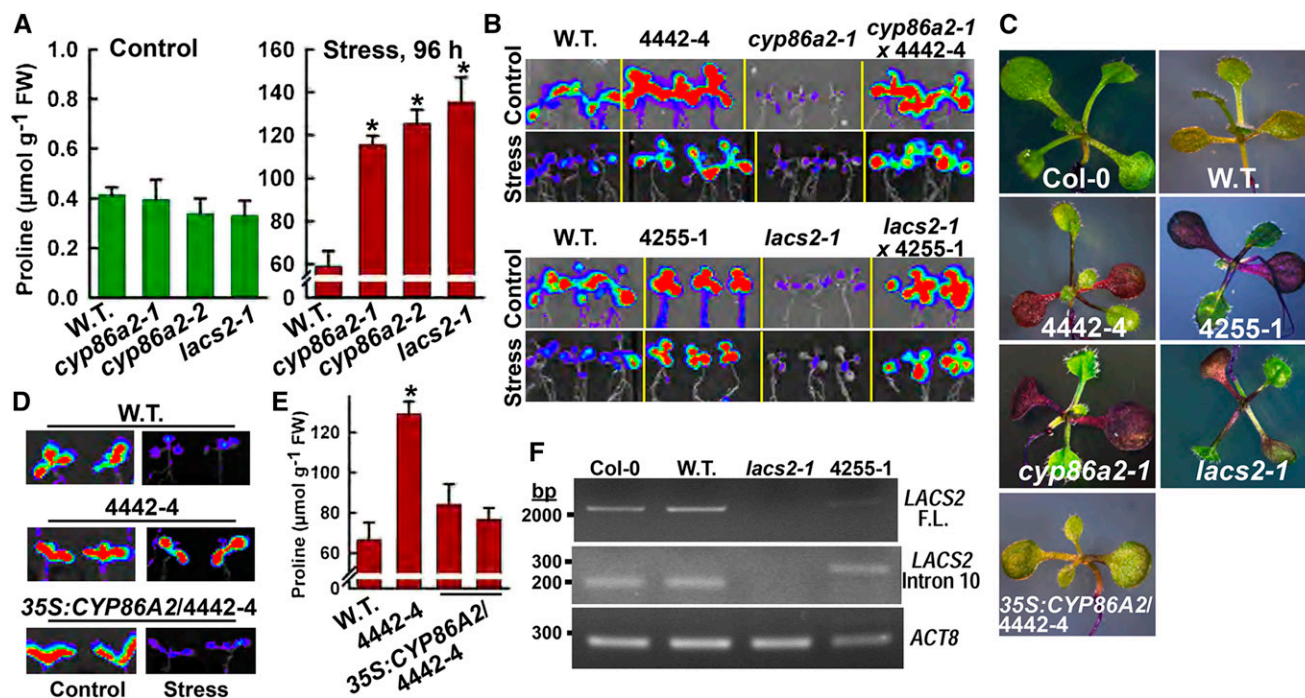 A
Control
Stress, 96 h
Proline (µmol g⁻¹ FW)
1.0
0.8
0.6
0.4
0.2
0.0
160
140
120
100
80
60
0
*
*
*
W.T.
cyp86a2-1
cyp86a2-2
lacs2-1
W.T.
cyp86a2-1
cyp86a2-2
lacs2-1
B
W.T.
4442-4
cyp86a2-1
cyp86a2-1
x 4442-4
Control
Stress
W.T.
4255-1
lacs2-1
lacs2-1
x 4255-1
Control
Stress
C
Col-0
W.T.
4442-4
4255-1
cyp86a2-1
lacs2-1
35S:CYP86A2/
4442-4
D
W.T.
4442-4
35S:CYP86A2/4442-4
Control
Stress
E
Proline (µmol g⁻¹ FW)
120
100
80
60
0
*
W.T.
4442-4
35S:CYP86A2/
4442-4
F
Col-0
W.T.
lacs2-1
4255-1
bp
2000
LACS2
F.L.
300
200
LACS2
Intron 10
300
ACT8